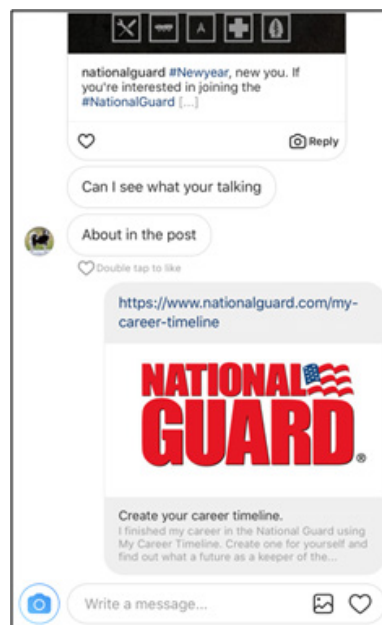 nationalguard #Newyear, new you. If
you're interested in joining the
#NationalGuard [...]
Reply
Can I see what your talking
About in the post
Double tap to like
https://www.nationalguard.com/my-
career-timeline
NATIONAL
GUARD®
Create your career timeline.
I finished my career in the National Guard using
My Career Timeline. Create one for yourself and
find out what a future as a keeper of the...
Write a message...